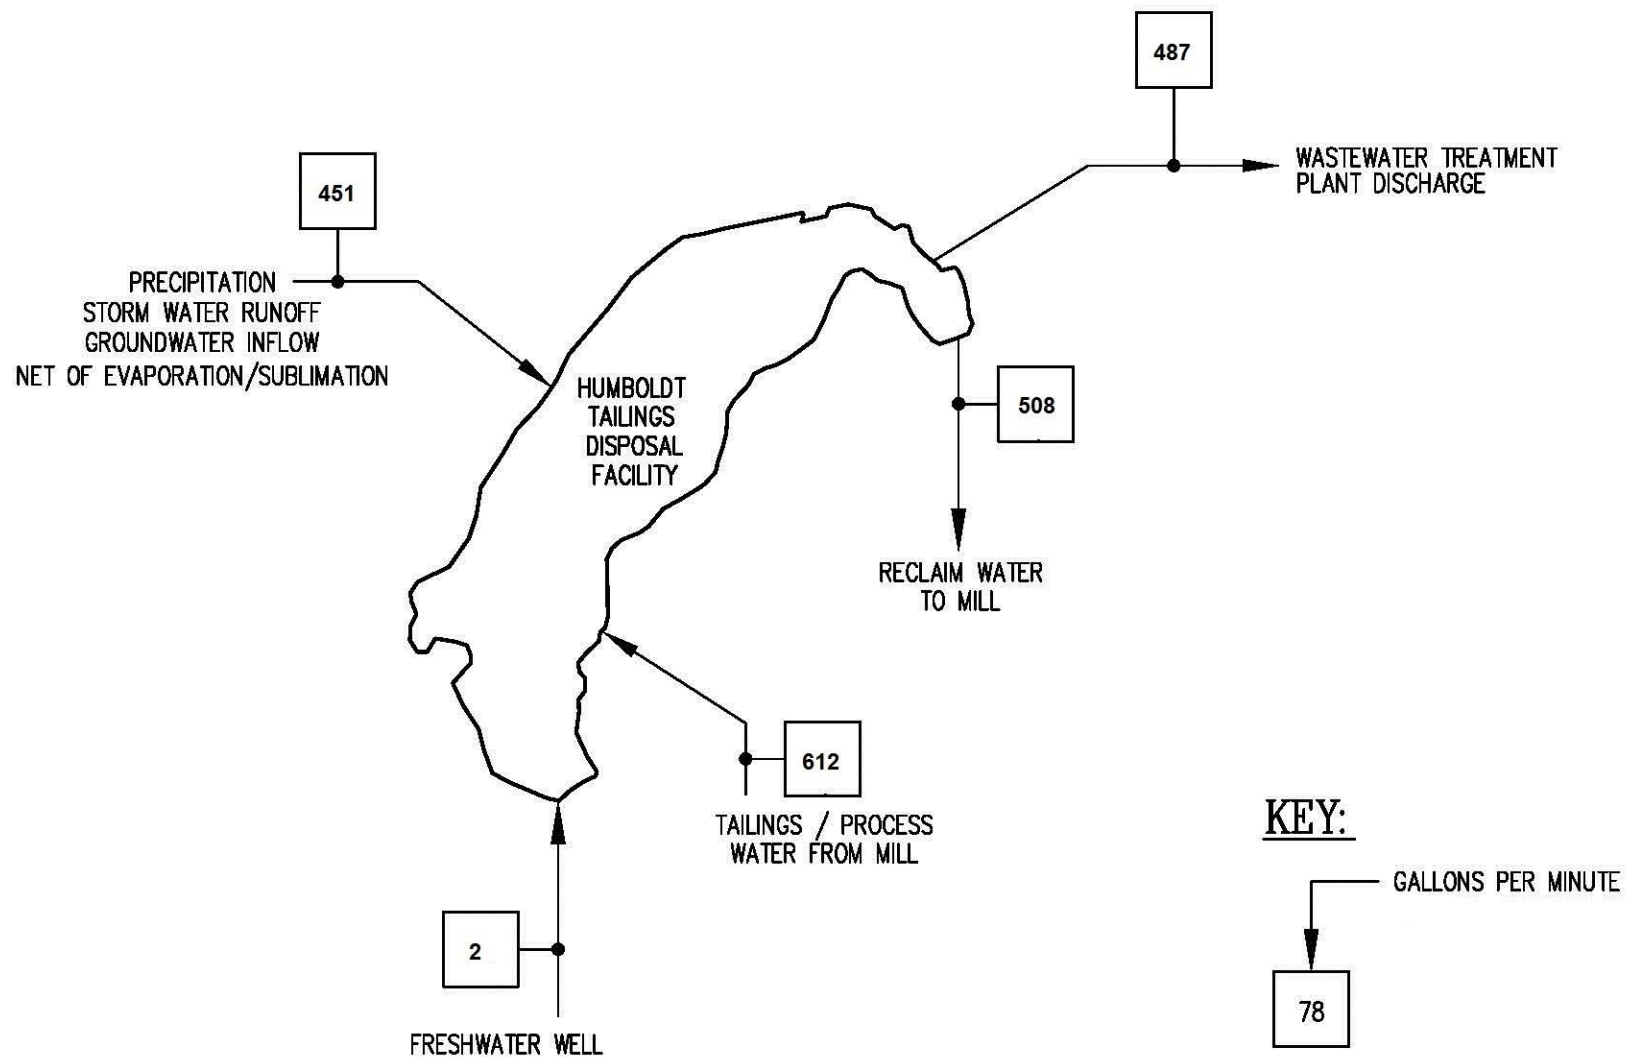 487
WASTEWATER TREATMENT
PLANT DISCHARGE
451
PRECIPITATION
STORM WATER RUNOFF
GROUNDWATER INFLOW
NET OF EVAPORATION/SUBLIMATION
HUMBOLDT
TAILINGS
DISPOSAL
FACILITY
508
RECLAIM WATER
TO MILL
612
TAILINGS / PROCESS
WATER FROM MILL
2
FRESHWATER WELL
KEY:
GALLONS PER MINUTE
78